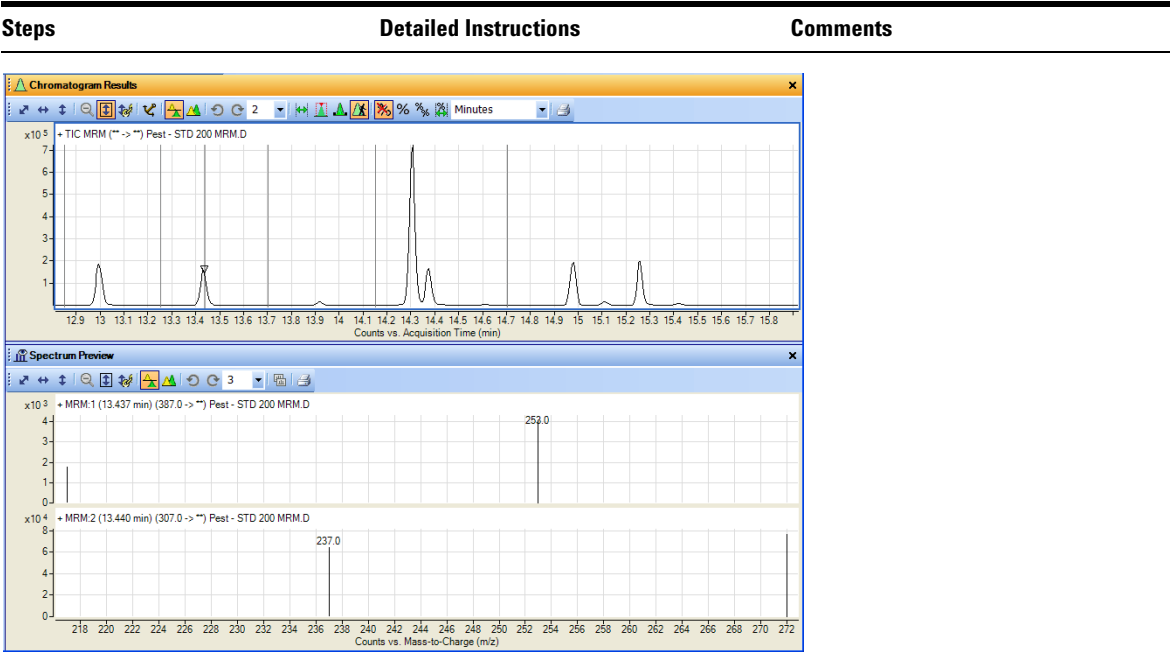 Steps Detailed Instructions Comments
Chromatogram Results
2 % Minutes
x10 5 + TIC MRM (** -> **) Pest - STD 200 MRM.D
7
6
5
4
3
2
1
12.9 13 13.1 13.2 13.3 13.4 13.5 13.6 13.7 13.8 13.9 14 14.1 14.2 14.3 14.4 14.5 14.6 14.7 14.8 14.9 15 15.1 15.2 15.3 15.4 15.5 15.6 15.7 15.8
Counts vs. Acquisition Time (min)
Spectrum Preview
3
x10 3 + MRM:1 (13.437 min) (387.0 -> **) Pest - STD 200 MRM.D
4 253.0
3
2
1
0
x10 4 + MRM:2 (13.440 min) (307.0 -> **) Pest - STD 200 MRM.D
8
237.0
6
4
2
0
218 220 222 224 226 228 230 232 234 236 238 240 242 244 246 248 250 252 254 256 258 260 262 264 266 268 270 272
Counts vs. Mass-to-Charge (m/z)